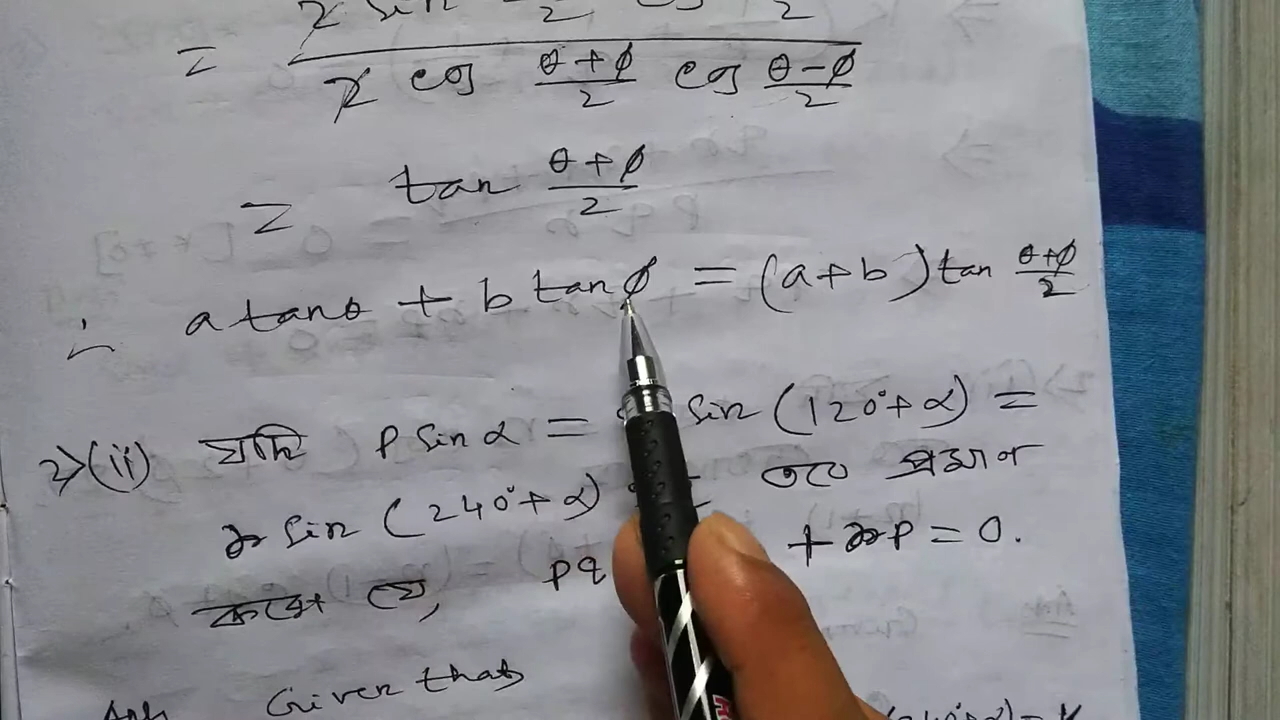 = 2 sin /2 cos /2
2 cos θ+φ/2 cos θ-φ/2
= tan θ+φ/2
∴ a tanθ + b tanφ = (a+b) tan θ+φ/2
2>(ii) যদি p sin α = sin (120°+α) =
r sin (240°+α) তবে প্রমাণ
করো যে, pq + rp = 0.
Given that